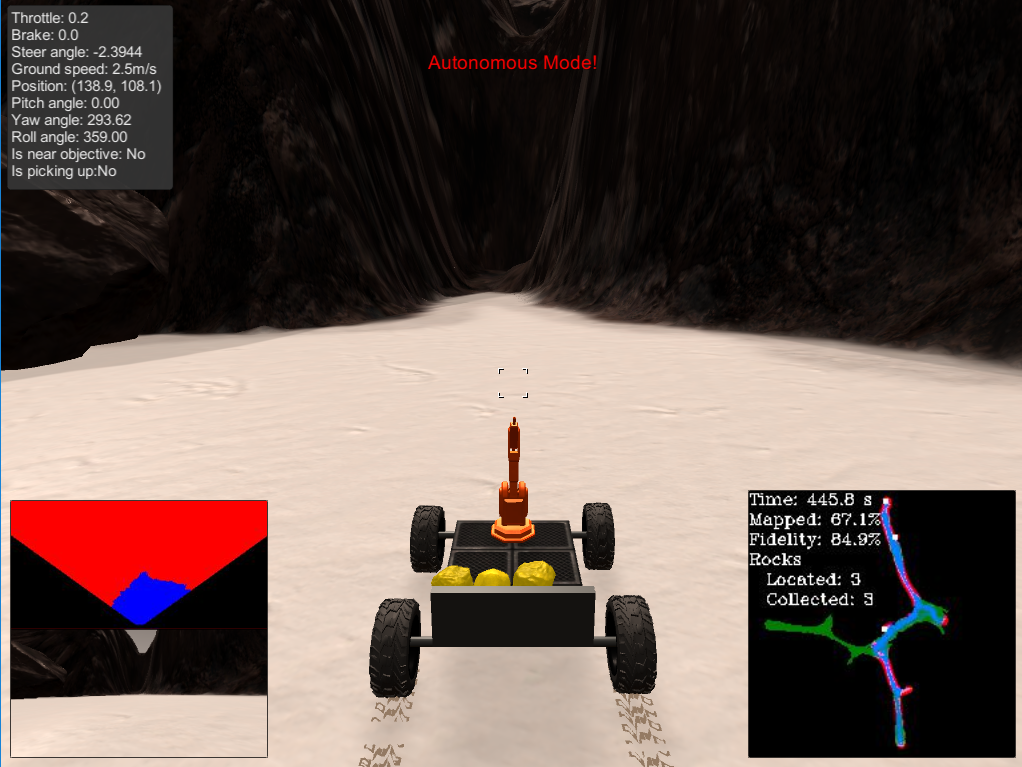 Throttle: 0.2
Brake: 0.0
Steer angle: -2.3944
Ground speed: 2.5m/s
Position: (138.9, 108.1)
Pitch angle: 0.00
Yaw angle: 293.62
Roll angle: 359.00
Is near objective: No
Is picking up:No
Autonomous Mode!
Time: 445.8 s
Mapped: 67.1%
Fidelity: 84.9%
Rocks
Located: 3
Collected: 3